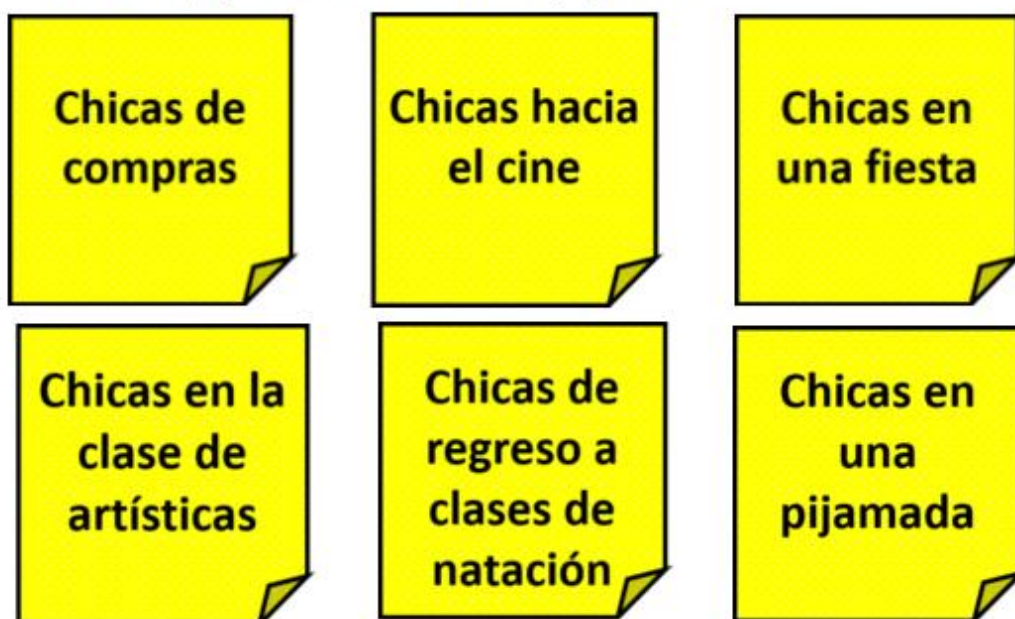 Chicas de
compras
Chicas hacia
el cine
Chicas en
una fiesta
Chicas en la
clase de
artísticas
Chicas de
regreso a
clases de
natación
Chicas en
una
pijamada